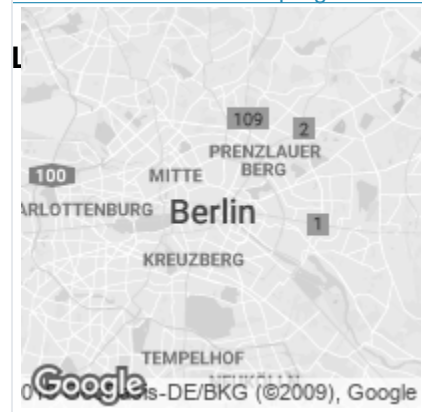 109
2
PRENZLAUER
BERG
100
MITTE
ARLOTTENBURG
Berlin
1
KREUZBERG
TEMPELHOF
Google
-DE/BKG (©2009), Google